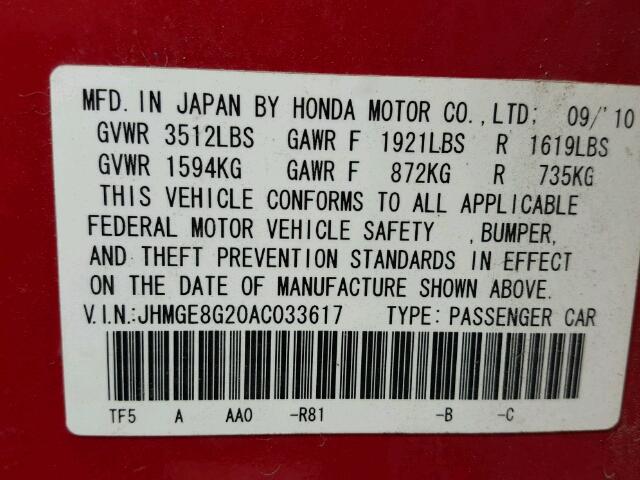 MFD. IN JAPAN BY HONDA MOTOR CO., LTD; 09/'10
GVWR 3512LBS GAWR F 1921LBS R 1619LBS
GVWR 1594KG GAWR F 872KG R 735KG
THIS VEHICLE CONFORMS TO ALL APPLICABLE
FEDERAL MOTOR VEHICLE SAFETY , BUMPER,
AND THEFT PREVENTION STANDARDS IN EFFECT
ON THE DATE OF MANUFACTURE SHOWN ABOVE.
V.I.N.:JHMGE8G20AC033617 TYPE: PASSENGER CAR
TF5 A AA0 -R81 -B -C